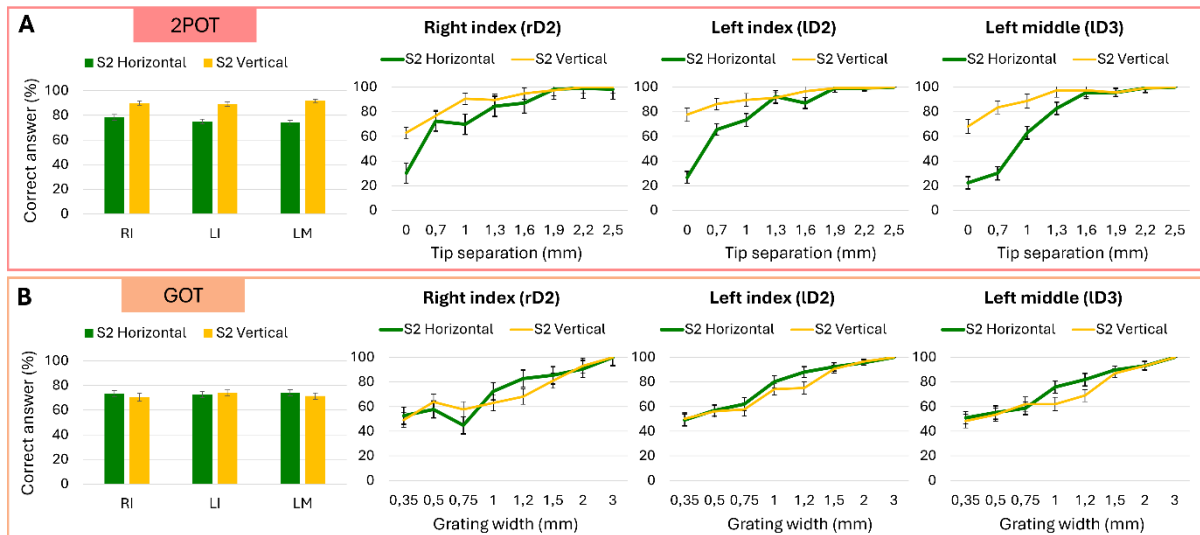 A
2POT
S2 Horizontal S2 Vertical
Correct answer (%)
100
80
60
40
20
0
RI LI LM
Right index (rD2)
S2 Horizontal S2 Vertical
100
80
60
40
20
0
0 0,7 1 1,3 1,6 1,9 2,2 2,5
Tip separation (mm)
Left index (lD2)
S2 Horizontal S2 Vertical
100
80
60
40
20
0
0 0,7 1 1,3 1,6 1,9 2,2 2,5
Tip separation (mm)
Left middle (lD3)
S2 Horizontal S2 Vertical
100
80
60
40
20
0
0 0,7 1 1,3 1,6 1,9 2,2 2,5
Tip separation (mm)
B
GOT
S2 Horizontal S2 Vertical
Correct answer (%)
100
80
60
40
20
0
RI LI LM
Right index (rD2)
S2 Horizontal S2 Vertical
100
80
60
40
20
0
0,35 0,5 0,75 1 1,2 1,5 2 3
Grating width (mm)
Left index (lD2)
S2 Horizontal S2 Vertical
100
80
60
40
20
0
0,35 0,5 0,75 1 1,2 1,5 2 3
Grating width (mm)
Left middle (lD3)
S2 Horizontal S2 Vertical
100
80
60
40
20
0
0,35 0,5 0,75 1 1,2 1,5 2 3
Grating width (mm)